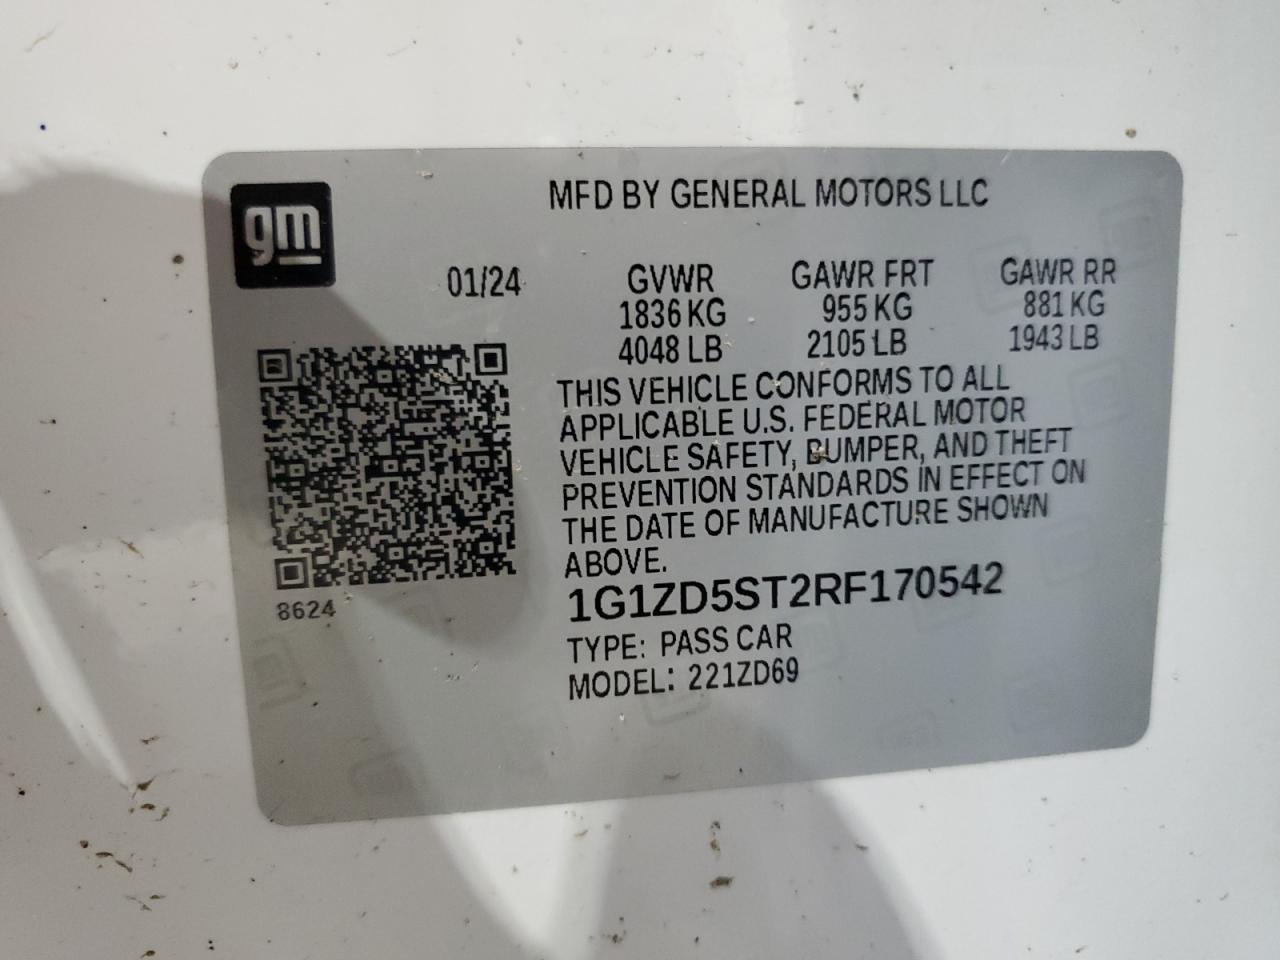 gm
MFD BY GENERAL MOTORS LLC
01/24 GVWR GAWR FRT GAWR RR
1836 KG 955 KG 881 KG
4048 LB 2105 LB 1943 LB
THIS VEHICLE CONFORMS TO ALL
APPLICABLE U.S. FEDERAL MOTOR
VEHICLE SAFETY, BUMPER, AND THEFT
PREVENTION STANDARDS IN EFFECT ON
THE DATE OF MANUFACTURE SHOWN
ABOVE.
1G1ZD5ST2RF170542
8624
TYPE: PASS CAR
MODEL: 221ZD69